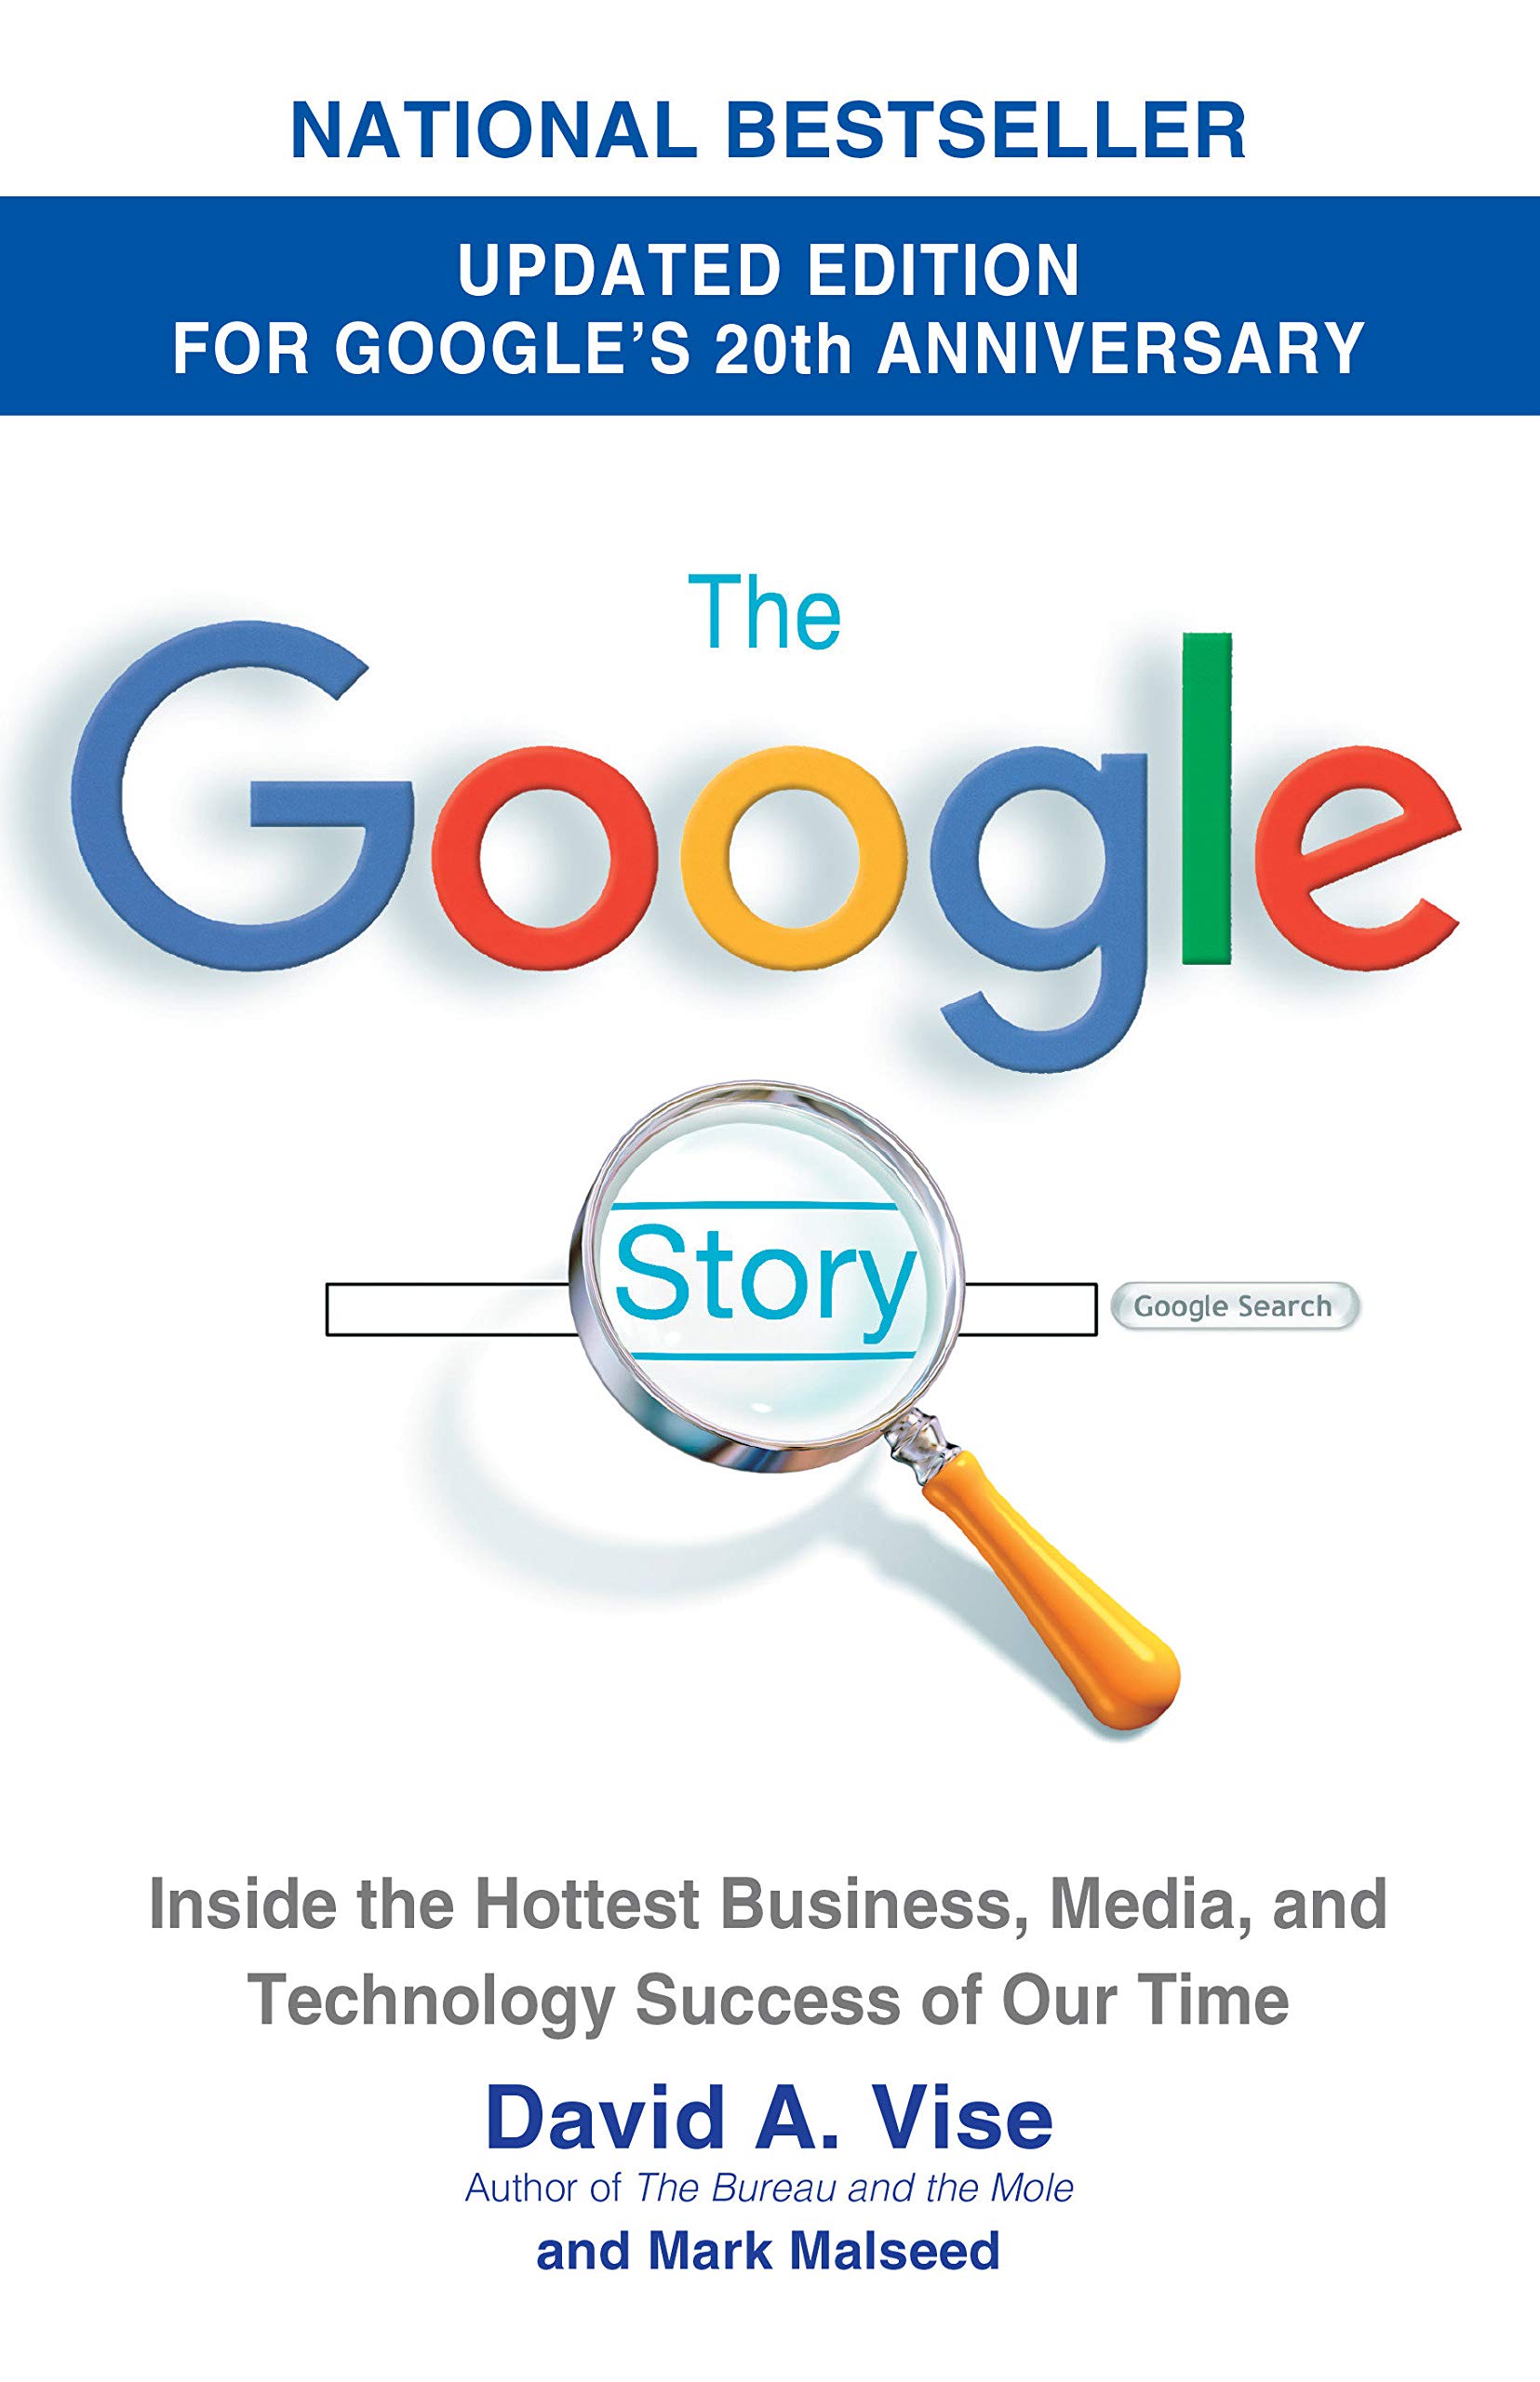 NATIONAL BESTSELLER
UPDATED EDITION
FOR GOOGLE’S 20th ANNIVERSARY
The
Google
Story
Google Search
Inside the Hottest Business, Media, and
Technology Success of Our Time
David A. Vise
Author of The Bureau and the Mole
and Mark Malseed